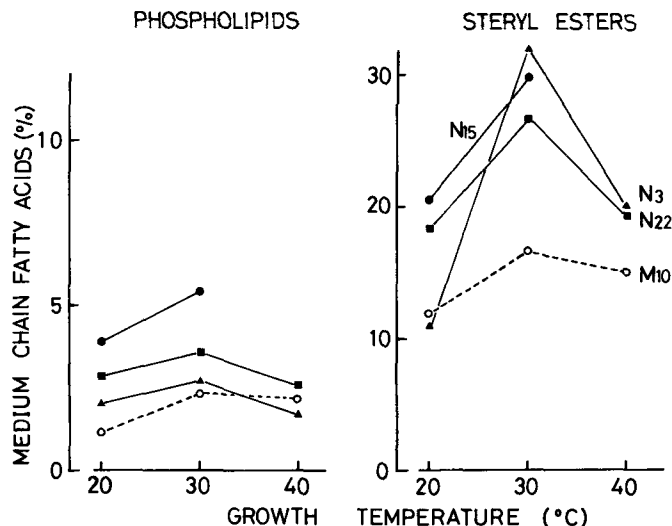 PHOSPHOLIPIDS
STERYL ESTERS
MEDIUM CHAIN FATTY ACIDS (%)
10
5
0
20
30
40
30
20
10
0
20
30
40
N15
N3
N22
M10
GROWTH TEMPERATURE (°C)